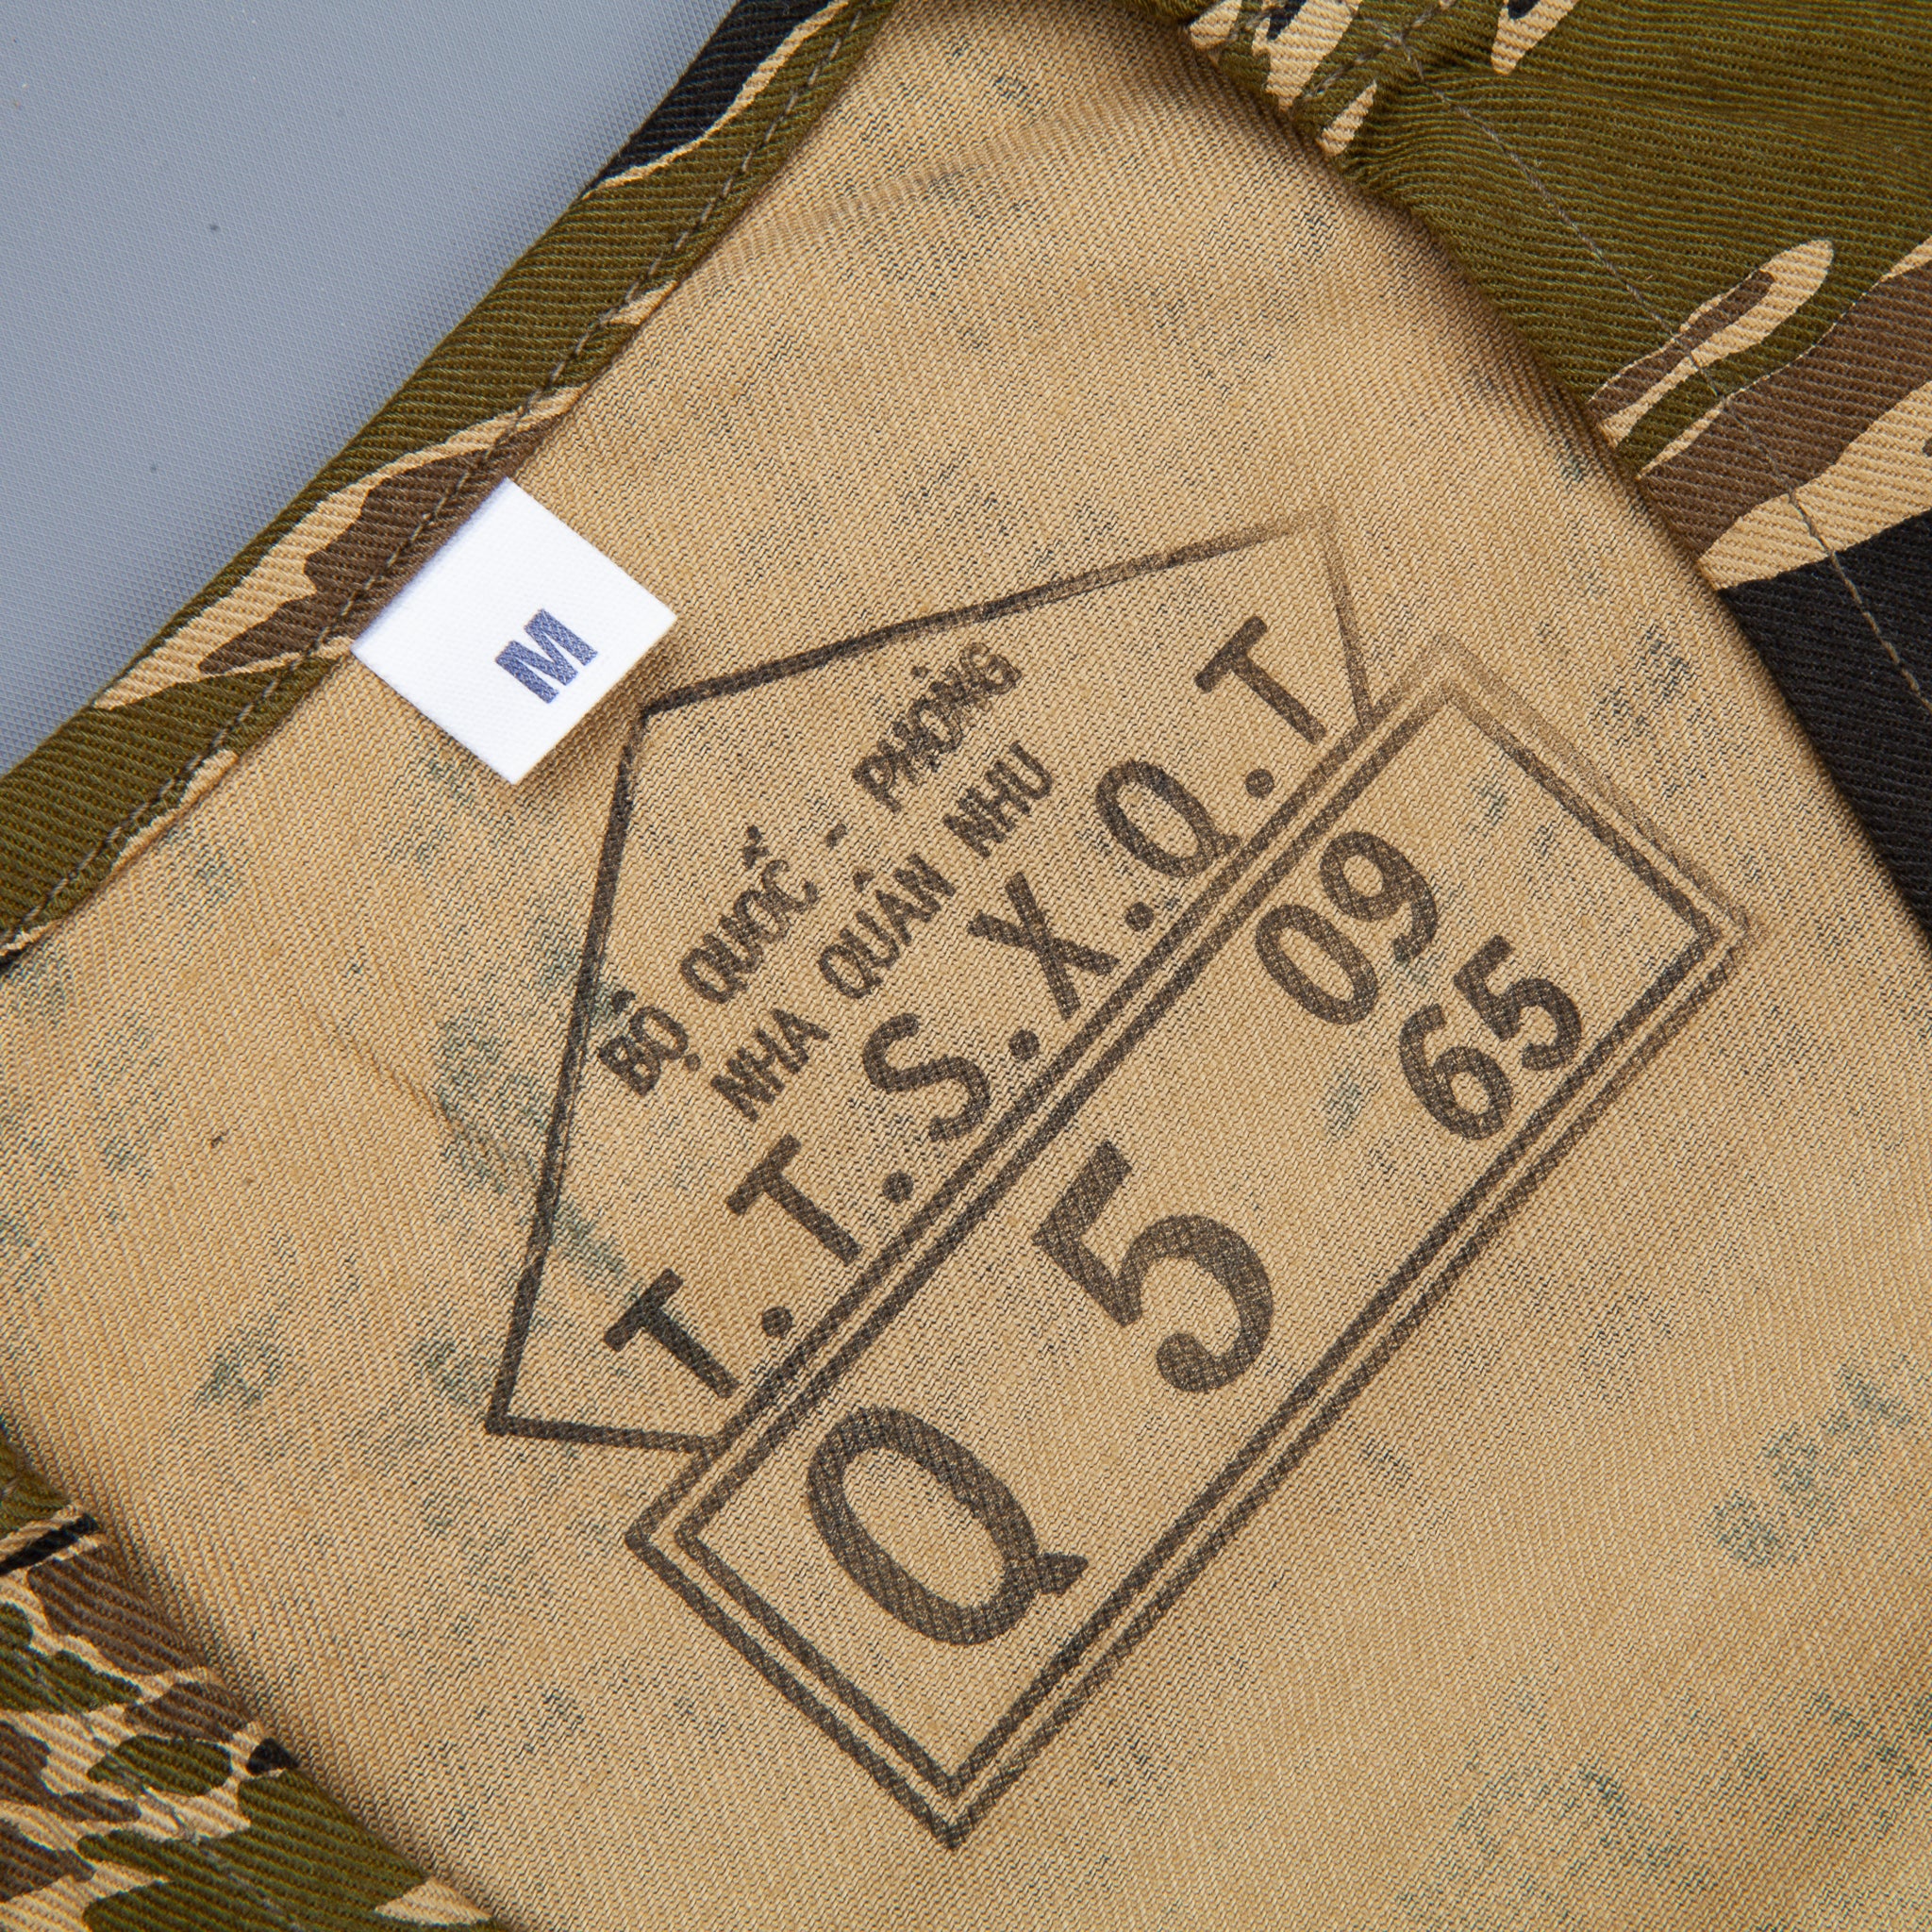 M
BỘ QUỐC - PHÒNG
NHA QUÂN NHU
T.T.S.X.Q.T
Q 5 09
65